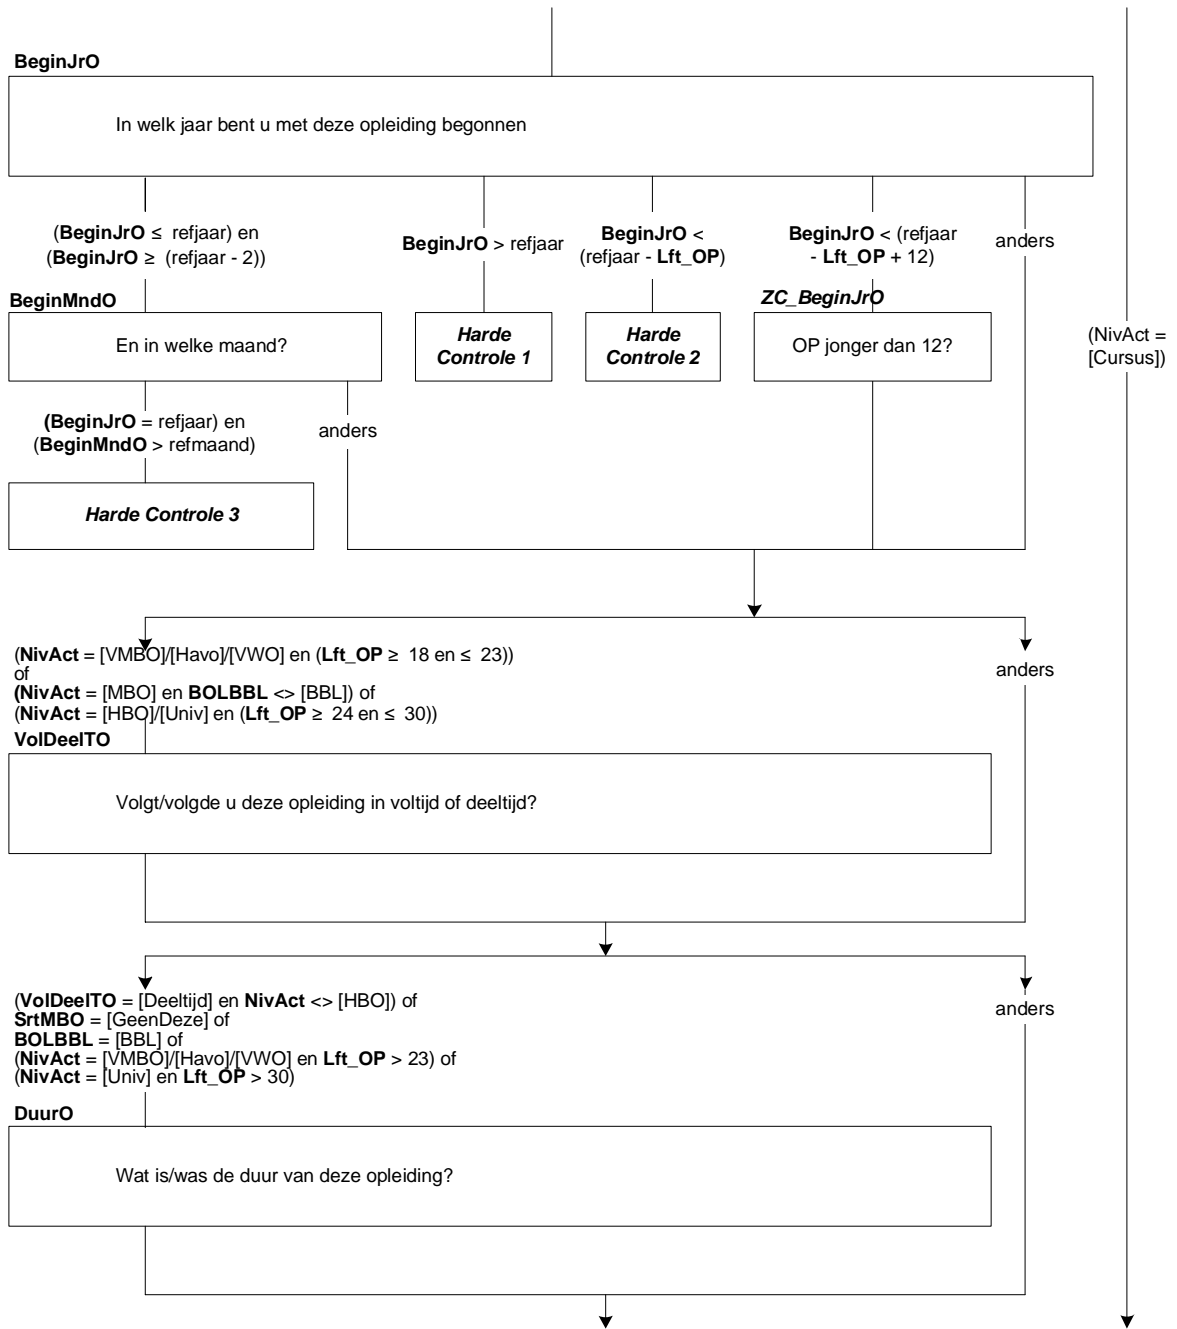 BeginJrO
In welk jaar bent u met deze opleiding begonnen
(BeginJrO ≤ refjaar) en
(BeginJrO ≥ (refjaar - 2))
BeginJrO > refjaar
BeginJrO <
(refjaar - Lft_OP)
BeginJrO < (refjaar
- Lft_OP + 12)
anders
BeginMndO
En in welke maand?
Harde
Controle 1
Harde
Controle 2
ZC_BeginJrO
OP jonger dan 12?
(NivAct =
[Cursus])
(BeginJrO = refjaar) en
(BeginMndO > refmaand)
anders
Harde Controle 3
(NivAct = [VMBO]/[Havo]/[VWO] en (Lft_OP ≥ 18 en ≤ 23))
of
(NivAct = [MBO] en BOLBBL <> [BBL]) of
(NivAct = [HBO]/[Univ] en (Lft_OP ≥ 24 en ≤ 30))
anders
VolDeelTO
Volgt/volgde u deze opleiding in voltijd of deeltijd?
(VolDeelTO = [Deeltijd] en NivAct <> [HBO]) of
SrtMBO = [GeenDeze] of
BOLBBL = [BBL] of
(NivAct = [VMBO]/[Havo]/[VWO] en Lft_OP > 23) of
(NivAct = [Univ] en Lft_OP > 30)
anders
DuurO
Wat is/was de duur van deze opleiding?